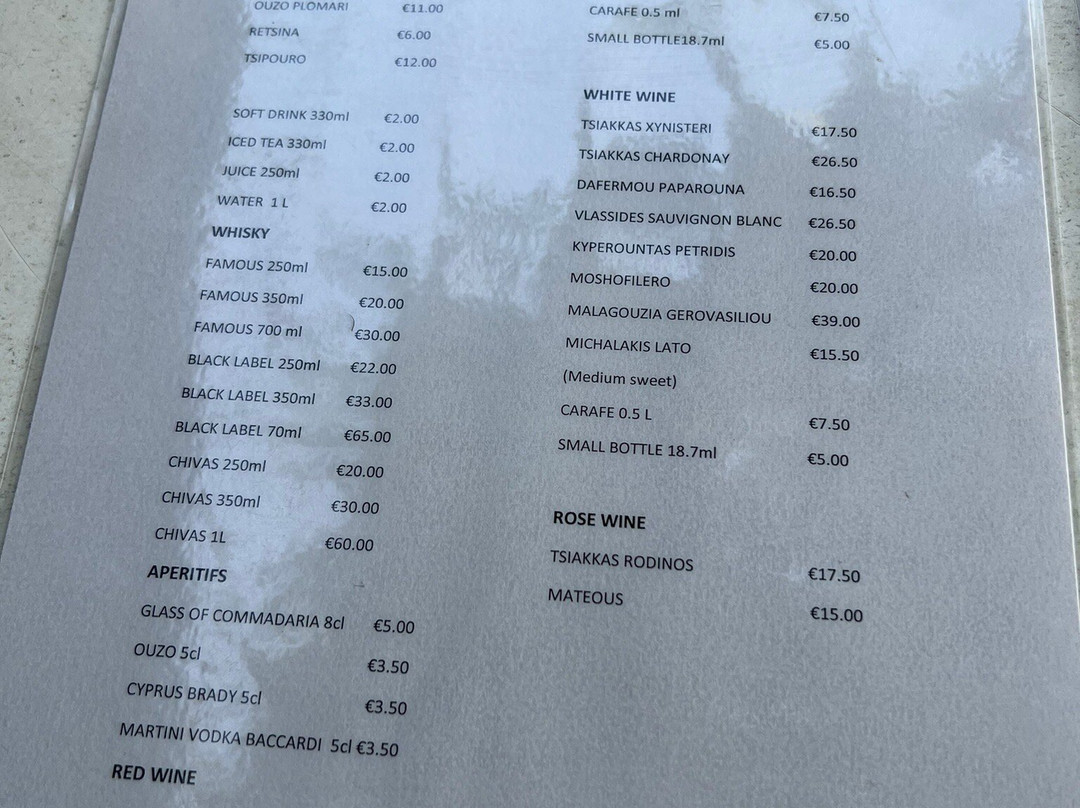 OUZO PLOMARI €11.00
RETSINA €6.00
TSIPOURO €12.00
SOFT DRINK 330ml €2.00
ICED TEA 330ml €2.00
JUICE 250ml €2.00
WATER 1 L €2.00
WHISKY
FAMOUS 250ml €15.00
FAMOUS 350ml €20.00
FAMOUS 700 ml €30.00
BLACK LABEL 250ml €22.00
BLACK LABEL 350ml €33.00
BLACK LABEL 70ml €65.00
CHIVAS 250ml €20.00
CHIVAS 350ml €30.00
CHIVAS 1L €60.00
APERITIFS
GLASS OF COMMADARIA 8cl €5.00
OUZO 5cl €3.50
CYPRUS BRADY 5cl €3.50
MARTINI VODKA BACCARDI 5cl €3.50
RED WINE
CARAFE 0.5 ml €7.50
SMALL BOTTLE18.7ml €5.00
WHITE WINE
TSIAKKAS XYNISTERI €17.50
TSIAKKAS CHARDONAY €26.50
DAFERMOU PAPAROUNA €16.50
VLASSIDES SAUVIGNON BLANC €26.50
KYPEROUNTAS PETRIDIS €20.00
MOSHOFILERO €20.00
MALAGOUZIA GEROVASILIOU €39.00
MICHALAKIS LATO €15.50
(Medium sweet)
CARAFE 0.5 L €7.50
SMALL BOTTLE 18.7ml €5.00
ROSE WINE
TSIAKKAS RODINOS €17.50
MATEOUS €15.00